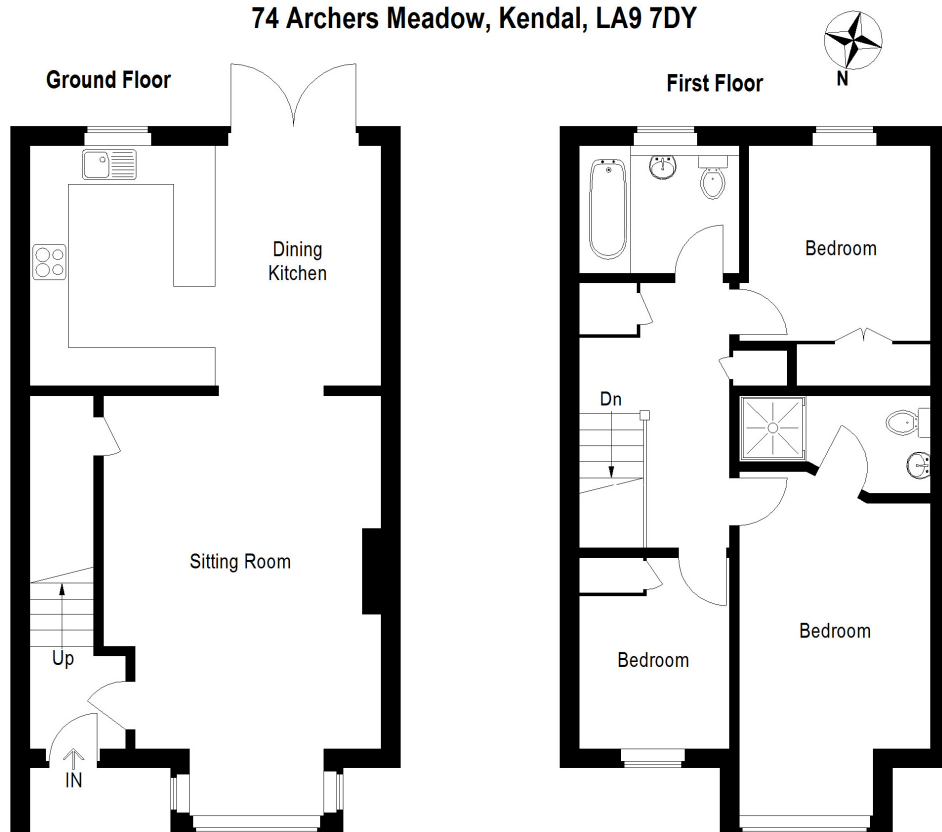 74 Archers Meadow, Kendal, LA9 7DY
N
Ground Floor
First Floor
Dining
Kitchen
Bedroom
Dn
Sitting Room
Up
IN
Bedroom
Bedroom